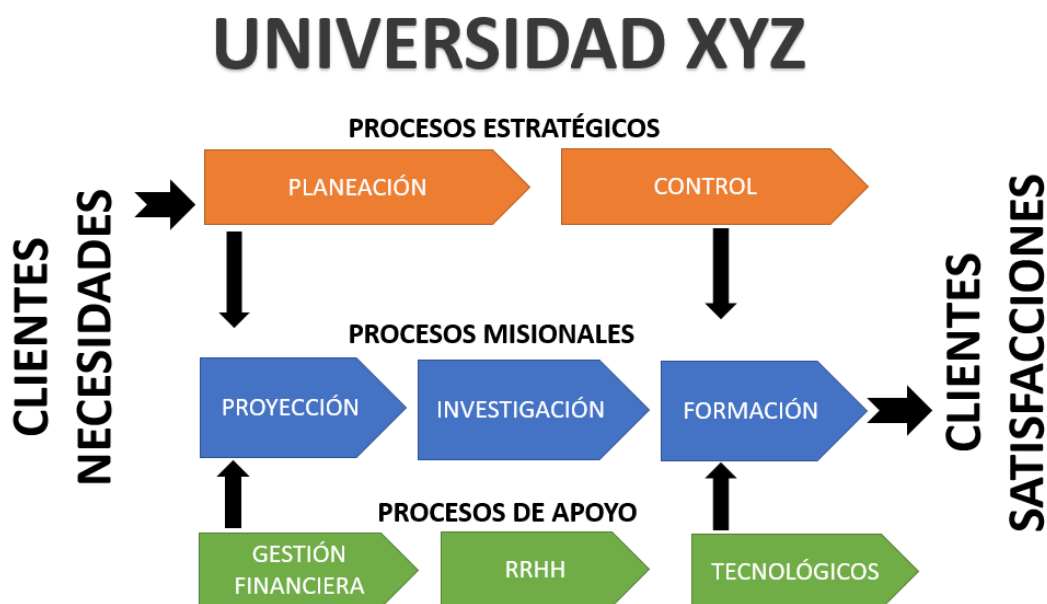 UNIVERSIDAD XYZ
PROCESOS ESTRATÉGICOS
PLANEACIÓN
CONTROL
CLIENTES
NECESIDADES
PROCESOS MISIONALES
PROYECCIÓN
INVESTIGACIÓN
FORMACIÓN
CLIENTES
SATISFACCIONES
PROCESOS DE APOYO
GESTIÓN
FINANCIERA
RRHH
TECNOLÓGICOS